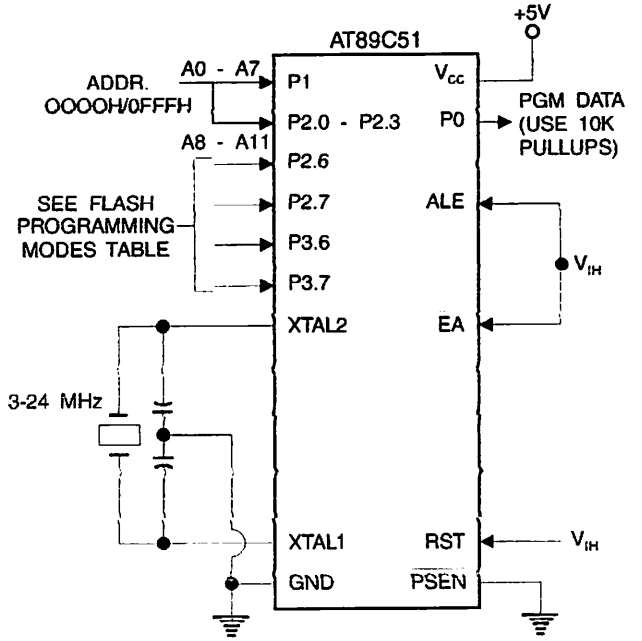 +5V
AT89C51
A0 - A7
P1
VCC
ADDR.
OOOOH/0FFFH
P2.0 - P2.3
P0
PGM DATA
(USE 10K
PULLUPS)
A8 - A11
P2.6
SEE FLASH
PROGRAMMING
MODES TABLE
P2.7
ALE
P3.6
VIH
P3.7
XTAL2
EA
3-24 MHz
XTAL1
RST
VIH
GND
PSEN